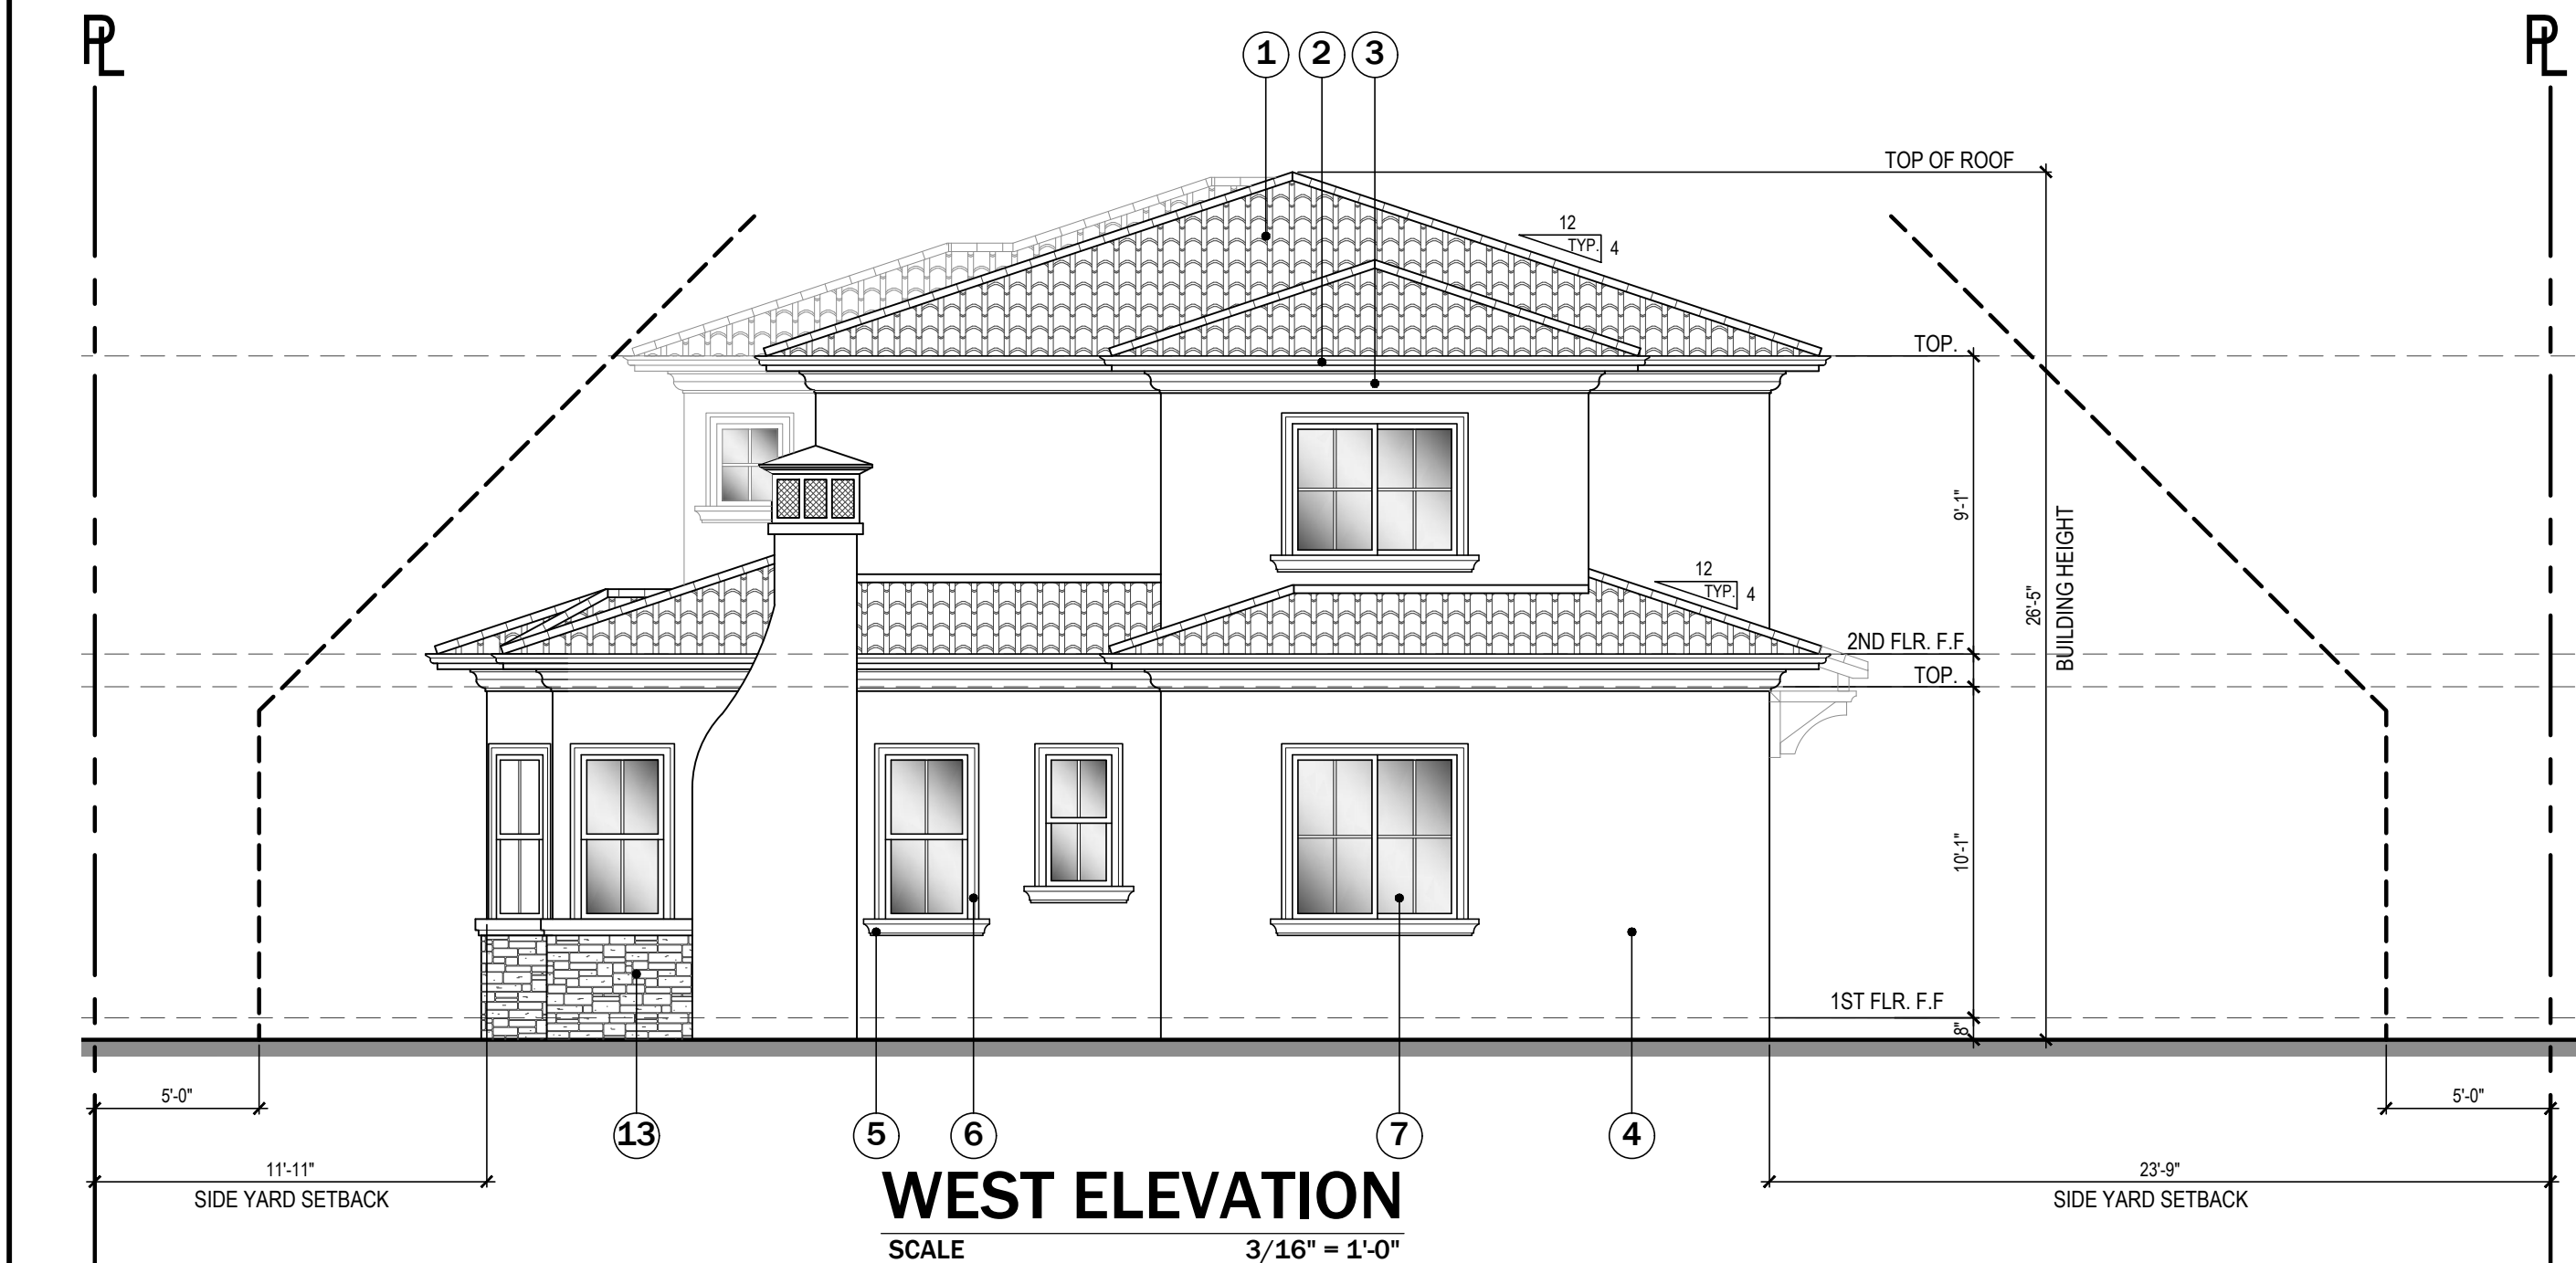 PL PL
1 2 3
TOP OF ROOF
12
TYP. 4
TOP.
9'-1"
26'-5"
BUILDING HEIGHT
12
TYP. 4
2ND FLR. F.F.
TOP.
10'-1"
1ST FLR. F.F
8"
5'-0" 5'-0"
13 5 6 7 4
11'-11" 23'-9"
SIDE YARD SETBACK SIDE YARD SETBACK
WEST ELEVATION
SCALE 3/16" = 1'-0"